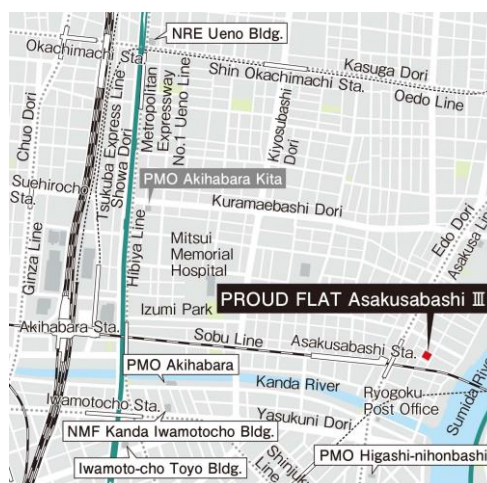 NRE Ueno Bldg.
Okachimachi Sta.
Kasuga Dori
Shin Okachimachi Sta.
Oedo Line
Chuo Dori
Tsukuba Express Line
Showa Dori
Metropolitan
Expressway
No.1 Ueno Line
Kiyosubashi
Dori
PMO Akihabara Kita
Suehirocho
Sta.
Kuramaebashi Dori
Edo Dori
Asakusa Lin
Ginza Line
Hibiya Line
Mitsui
Memorial
Hospital
PROUD FLAT Asakusabashi Ⅲ
Izumi Park
Akihabara Sta.
Sobu Line
Asakusabashi Sta.
PMO Akihabara
Kanda River
Ryogoku
Post Office
Sumida River
Iwamotocho Sta.
Yasukuni Dori
NMF Kanda Iwamotocho Bldg.
Iwamoto-cho Toyo Bldg.
Shinjuk
Line
PMO Higashi-nihonbashi